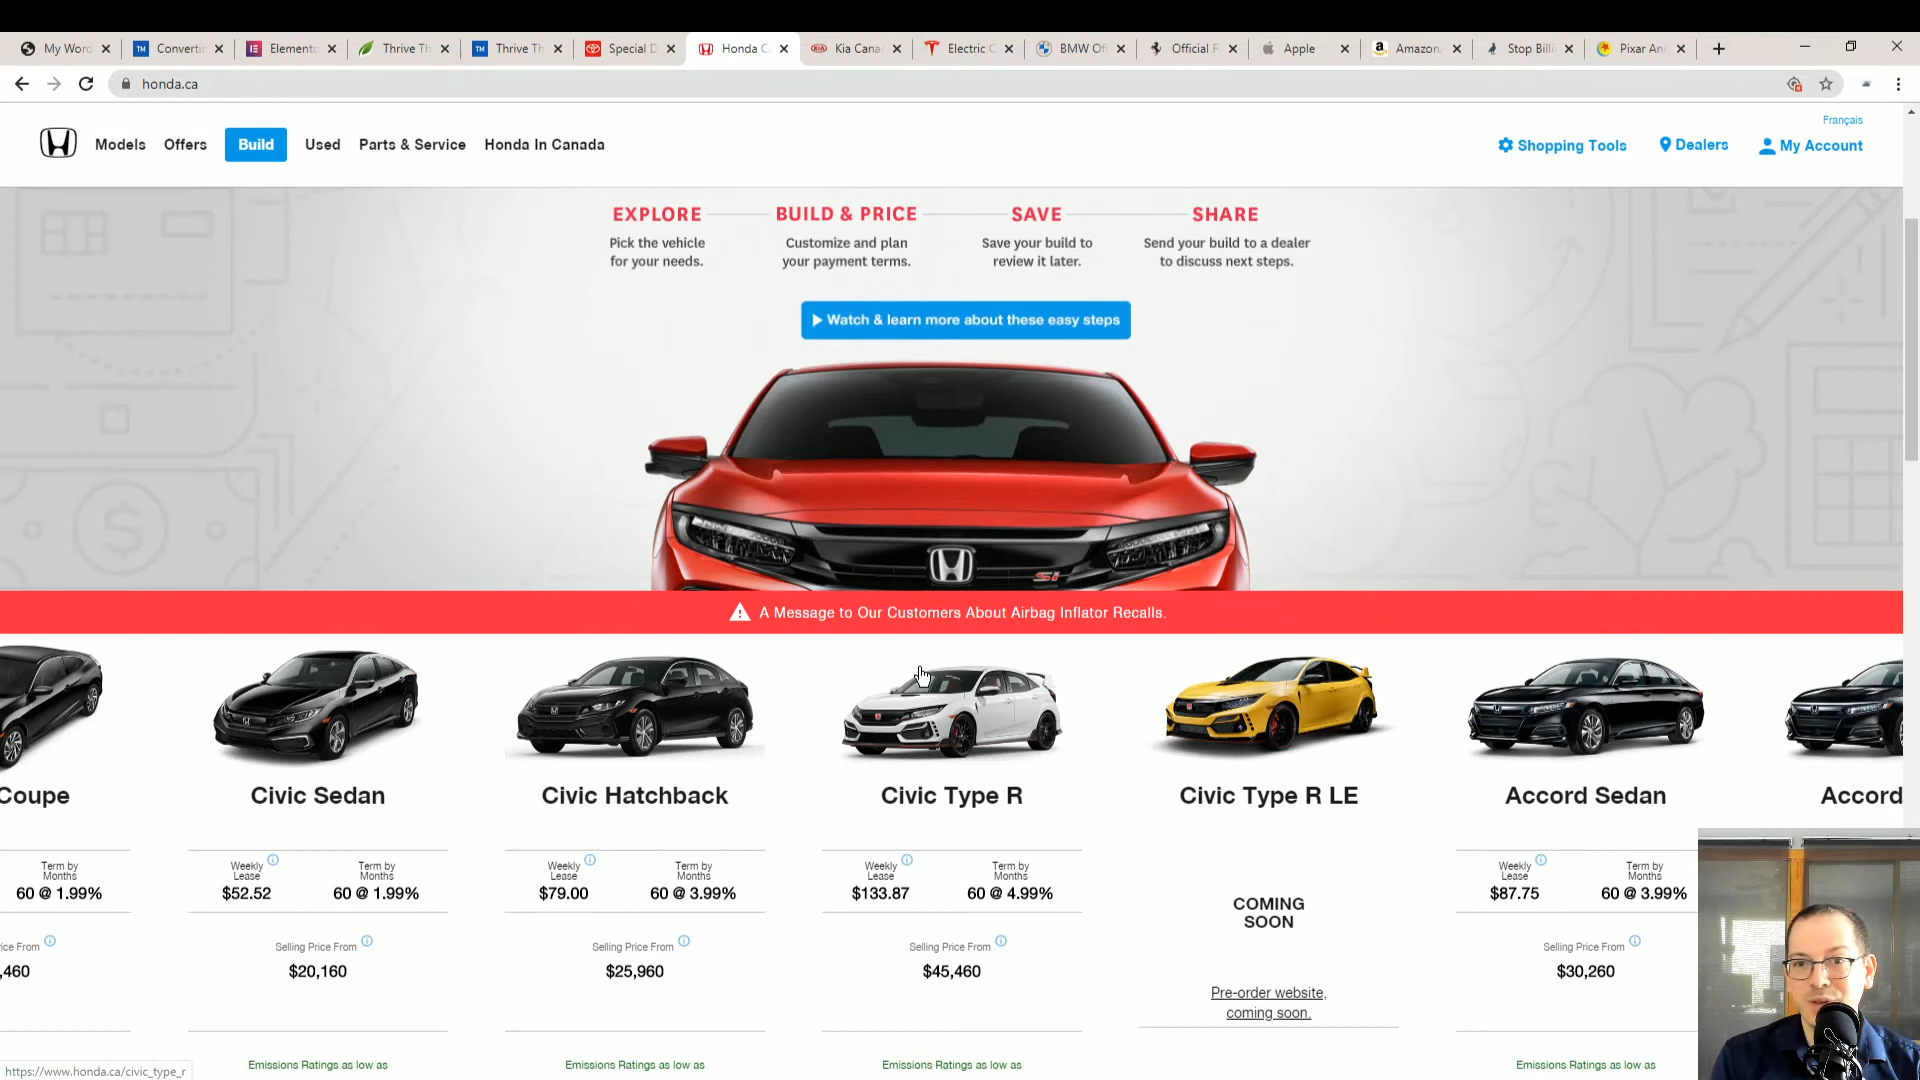 My Word
Converti
Elemento
Thrive Th
Thrive Th
Special D
Honda C
Kia Cana
Electric C
BMW Of
Official F
Apple
Amazon.
Stop Billi
Pixar An
honda.ca
Français
Models
Offers
Build
Used
Parts & Service
Honda In Canada
Shopping Tools
Dealers
My Account
EXPLORE
BUILD & PRICE
SAVE
SHARE
Pick the vehicle
for your needs.
Customize and plan
your payment terms.
Save your build to
review it later.
Send your build to a dealer
to discuss next steps.
Watch & learn more about these easy steps
Si
A Message to Our Customers About Airbag Inflator Recalls.
Coupe
Civic Sedan
Civic Hatchback
Civic Type R
Civic Type R LE
Accord Sedan
Accord
Term by
Months
60 @ 1.99%
Weekly
Lease
$52.52
Term by
Months
60 @ 1.99%
Weekly
Lease
$79.00
Term by
Months
60 @ 3.99%
Weekly
Lease
$133.87
Term by
Months
60 @ 4.99%
COMING
SOON
Weekly
Lease
$87.75
Term by
Months
60 @ 3.99%
ice From
,460
Selling Price From
$20,160
Selling Price From
$25,960
Selling Price From
$45,460
Pre-order website,
coming soon.
Selling Price From
$30,260
Emissions Ratings as low as
Emissions Ratings as low as
Emissions Ratings as low as
Emissions Ratings as low as
https://www.honda.ca/civic_type_r